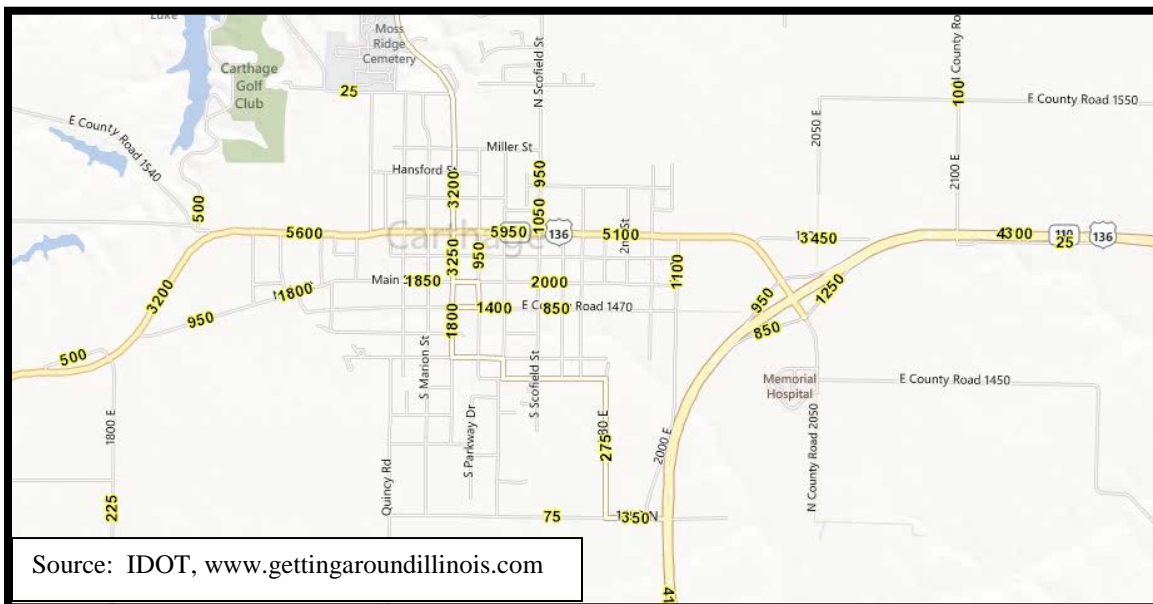 Lake
Moss
Ridge
Cemetery
Carthage
Golf
Club
25
N Scofield St
100
E County Road 1550
2050 E
E County Road 1540
Miller St
950
2100 E
Hansford
3200
500
1050
5600
Carthage
5950
136
5100
2nd St
3450
4300
110
25
136
3250
950
1100
3200
1800
Main
1850
2000
950
1250
950
1800
1400
850
E County Road 1470
850
500
S Marion St
S Scofield St
Memorial
Hospital
E County Road 1450
1800 E
S Parkway Dr
275
2000 E
N County Road 2050
225
Quincy Rd
75
350
41
Source: IDOT, www.gettingaroundillinois.com